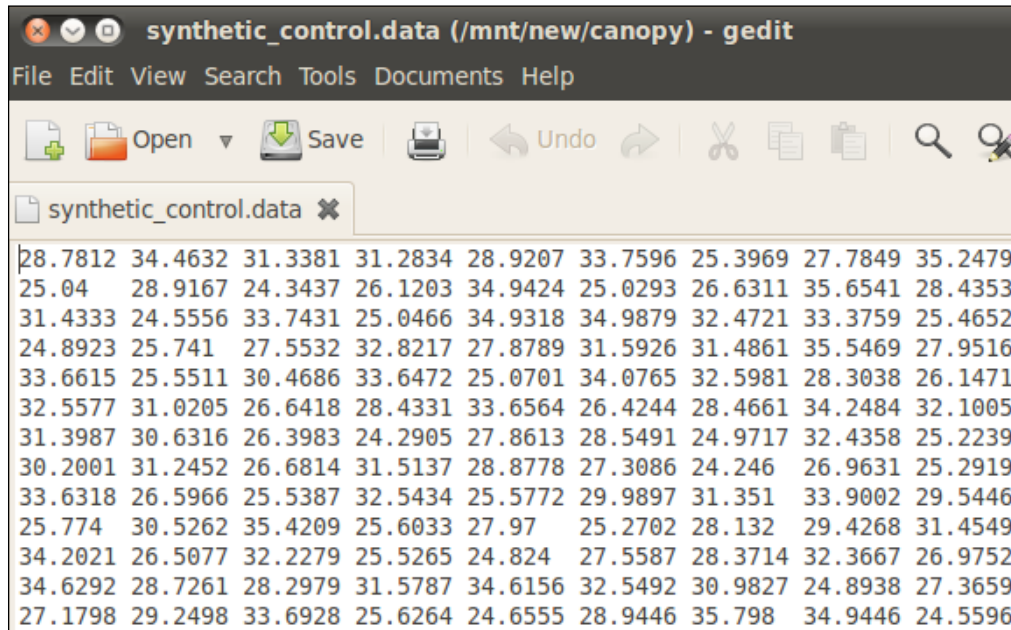 synthetic_control.data (/mnt/new/canopy) - gedit
File Edit View Search Tools Documents Help
Open Save Undo
synthetic_control.data
28.7812 34.4632 31.3381 31.2834 28.9207 33.7596 25.3969 27.7849 35.2479
25.04 28.9167 24.3437 26.1203 34.9424 25.0293 26.6311 35.6541 28.4353
31.4333 24.5556 33.7431 25.0466 34.9318 34.9879 32.4721 33.3759 25.4652
24.8923 25.741 27.5532 32.8217 27.8789 31.5926 31.4861 35.5469 27.9516
33.6615 25.5511 30.4686 33.6472 25.0701 34.0765 32.5981 28.3038 26.1471
32.5577 31.0205 26.6418 28.4331 33.6564 26.4244 28.4661 34.2484 32.1005
31.3987 30.6316 26.3983 24.2905 27.8613 28.5491 24.9717 32.4358 25.2239
30.2001 31.2452 26.6814 31.5137 28.8778 27.3086 24.246 26.9631 25.2919
33.6318 26.5966 25.5387 32.5434 25.5772 29.9897 31.351 33.9002 29.5446
25.774 30.5262 35.4209 25.6033 27.97 25.2702 28.132 29.4268 31.4549
34.2021 26.5077 32.2279 25.5265 24.824 27.5587 28.3714 32.3667 26.9752
34.6292 28.7261 28.2979 31.5787 34.6156 32.5492 30.9827 24.8938 27.3659
27.1798 29.2498 33.6928 25.6264 24.6555 28.9446 35.798 34.9446 24.5596